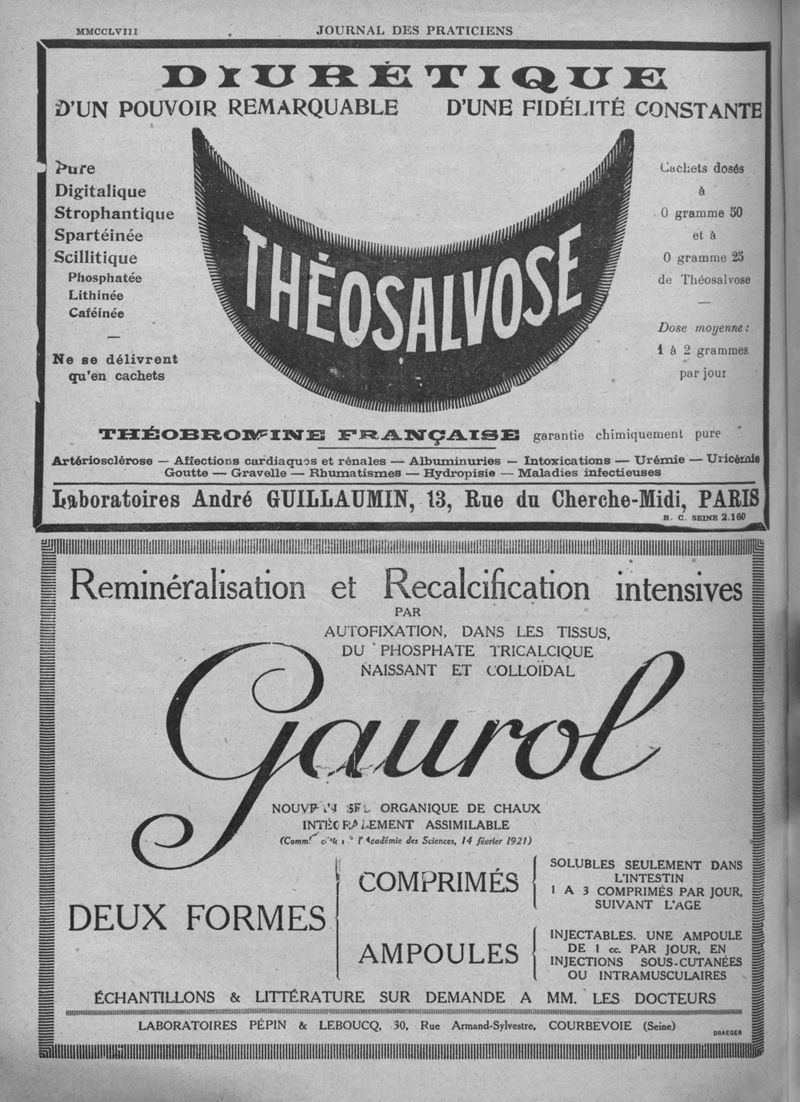 MMCCLVIII
JOURNAL DES PRATICIENS
DIURÉTIQUE
D'UN POUVOIR REMARQUABLE D'UNE FIDÉLITÉ CONSTANTE
Pure
Digitalique
Strophantique
Spartéinée
Scillitique
Phosphatée
Lithinée
Caféinée
—
Ne se délivrent
qu'en cachets
THÉOSALVOSE
Cachets dosés
à
0 gramme 50
et à
0 gramme 25
de Théosalvose
—
Dose moyenne :
1 à 2 grammes
par jour
THÉOBROMINE FRANÇAISE garantie chimiquement pure
Artériosclérose — Affections cardiaques et rénales — Albuminuries — Intoxications — Urémie — Uricémie
Goutte — Gravelle — Rhumatismes — Hydropisie — Maladies infectieuses
Laboratoires André GUILLAUMIN, 13, Rue du Cherche-Midi, PARIS
R. C. SEINE 2.160
Reminéralisation et Recalcification intensives
PAR
AUTOFIXATION, DANS LES TISSUS,
DU PHOSPHATE TRICALCIQUE
NAISSANT ET COLLOÏDAL
Gaurol
NOUVEAU SEL ORGANIQUE DE CHAUX
INTÉGRALEMENT ASSIMILABLE
l'Académie des Sciences, 14 février 1921)
DEUX FORMES
COMPRIMÉS
SOLUBLES SEULEMENT DANS
L'INTESTIN
1 A 3 COMPRIMÉS PAR JOUR,
SUIVANT L'AGE
AMPOULES
INJECTABLES. UNE AMPOULE
DE 1 cc. PAR JOUR, EN
INJECTIONS SOUS-CUTANÉES
OU INTRAMUSCULAIRES
ÉCHANTILLONS & LITTÉRATURE SUR DEMANDE A MM. LES DOCTEURS
LABORATOIRES PÉPIN & LEBOUCQ, 30, Rue Armand-Sylvestre, COURBEVOIE (Seine)
DRAEGER